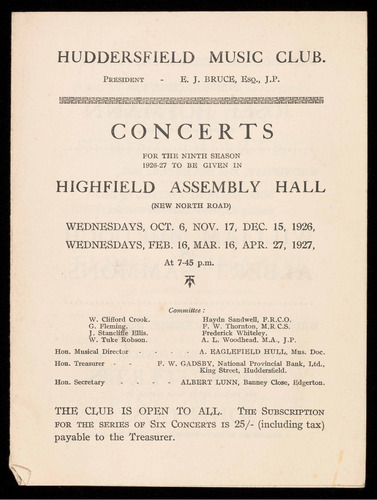 HUDDERSFIELD MUSIC CLUB.
PRESIDENT - E. J. BRUCE, ESQ., J.P.
CONCERTS
FOR THE NINTH SEASON
1926-27 TO BE GIVEN IN
HIGHFIELD ASSEMBLY HALL
(NEW NORTH ROAD)
WEDNESDAYS, OCT. 6, NOV. 17, DEC. 15, 1926,
WEDNESDAYS, FEB. 16, MAR. 16, APR. 27, 1927,
At 7-45 p.m.
Committee:
W. Clifford Crook. Haydn Sandwell, F.R.C.O.
G. Fleming. F. W. Thornton, M.R.C.S.
J. Stancliffe Ellis. Frederick Whiteley.
W. Tuke Robson. A. L. Woodhead. M.A., J.P.
Hon. Musical Director - - - - A. EAGLEFIELD HULL, Mus. Doc.
Hon. Treasurer - - F. W. GADSBY, National Provincial Bank, Ltd.,
King Street, Huddersfield.
Hon. Secretary - - - - ALBERT LUNN, Banney Close, Edgerton.
THE CLUB IS OPEN TO ALL. THE SUBSCRIPTION
FOR THE SERIES OF SIX CONCERTS IS 25/- (including tax)
payable to the Treasurer.